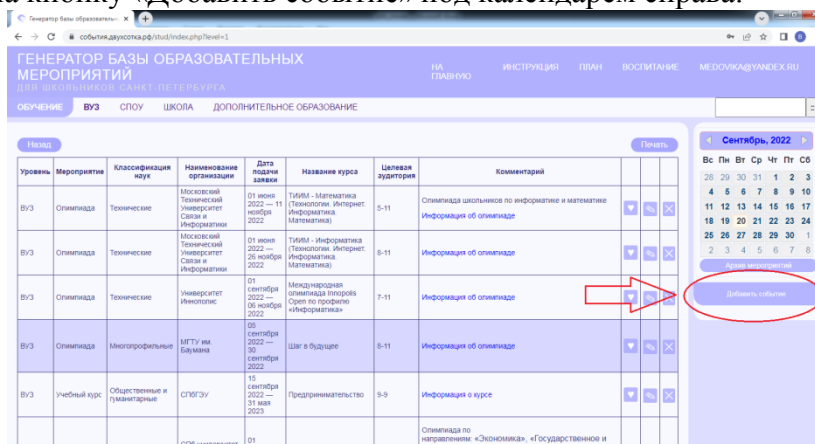 на кнопку «Добавить событие» под календарем справа.
Генератор базы образователь
события.двухсотка.рф/stud/index.php?level=1
ГЕНЕРАТОР БАЗЫ ОБРАЗОВАТЕЛЬНЫХ
МЕРОПРИЯТИЙ
ДЛЯ ШКОЛЬНИКОВ САНКТ-ПЕТЕРБУРГА
НА
ГЛАВНУЮ
ИНСТРУКЦИЯ
ПЛАН
ВОСПИТАНИЕ
MEDOVIKA@YANDEX.RU
ОБУЧЕНИЕ ВУЗ СПОУ ШКОЛА ДОПОЛНИТЕЛЬНОЕ ОБРАЗОВАНИЕ
Назад
Печать
Уровень
Мероприятие
Классификация
наук
Наименование
организации
Дата
подачи
заявки
Название курса
Целевая
аудитория
Комментарий
ВУЗ
Олимпиада
Технические
Московский
Технический
Университет
Связи и
Информатики
01 июня
2022 — 11
ноября
2022
ТИИМ - Математика
(Технологии. Интернет.
Информатика.
Математика)
5-11
Олимпиада школьников по информатике и математике
Информация об олимпиаде
ВУЗ
Олимпиада
Технические
Московский
Технический
Университет
Связи и
Информатики
01 июня
2022 —
26 ноября
2022
ТИИМ - Информатика
(Технологии. Интернет.
Информатика.
Математика)
8-11
Информация об олимпиаде
ВУЗ
Олимпиада
Технические
Университет
Иннополис
01
сентября
2022 —
06 ноября
2022
Международная
олимпиада Innopolis
Open по профилю
«Информатика»
7-11
Информация об олимпиаде
ВУЗ
Олимпиада
Многопрофильные
МГТУ им.
Баумана
05
сентября
2022 —
30
сентября
2022
Шаг в будущее
8-11
Информация об олимпиаде
ВУЗ
Учебный курс
Общественные и
гуманитарные
СПбГЭУ
15
сентября
2022 —
31 мая
2023
Предпринимательство
9-9
Информация о курсе
01
Олимпиада по
направлениям: «Экономика», «Государственное и
Сентябрь, 2022
Вс Пн Вт Ср Чт Пт Сб
28 29 30 31 1 2 3
4 5 6 7 8 9 10
11 12 13 14 15 16 17
18 19 20 21 22 23 24
25 26 27 28 29 30 1
2 3 4 5 6 7 8
Архив мероприятий
Добавить событие